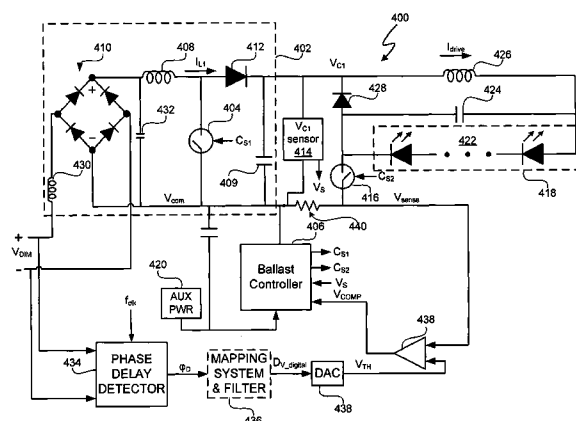 400
410
408
I_L1
412
402
V_C1
I_drive
426
+
-
432
404
C_S1
409
V_C1
sensor
414
V_S
428
424
422
C_S2
416
418
430
V_com
V_sense
440
+
V_DIM
-
406
420
AUX
PWR
Ballast
Controller
C_S1
C_S2
V_S
V_COMP
f_clk
438
434
PHASE
DELAY
DETECTOR
φ_D
MAPPING
SYSTEM
& FILTER
436
D_V_digital
DAC
438
V_TH